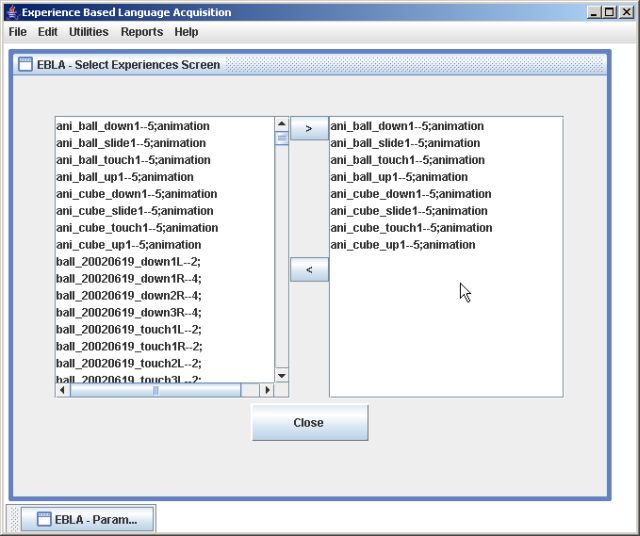 Experience Based Language Acquisition
File Edit Utilities Reports Help
EBLA - Select Experiences Screen
ani_ball_down1--5;animation
ani_ball_slide1--5;animation
ani_ball_touch1--5;animation
ani_ball_up1--5;animation
ani_cube_down1--5;animation
ani_cube_slide1--5;animation
ani_cube_touch1--5;animation
ani_cube_up1--5;animation
ball_20020619_down1L--2;
ball_20020619_down1R--4;
ball_20020619_down2R--4;
ball_20020619_down3R--4;
ball_20020619_touch1L--2;
ball_20020619_touch1R--2;
ball_20020619_touch2L--2;
ball_20020619_touch3L--2;
>
<
ani_ball_down1--5;animation
ani_ball_slide1--5;animation
ani_ball_touch1--5;animation
ani_ball_up1--5;animation
ani_cube_down1--5;animation
ani_cube_slide1--5;animation
ani_cube_touch1--5;animation
ani_cube_up1--5;animation
Close
EBLA - Param...